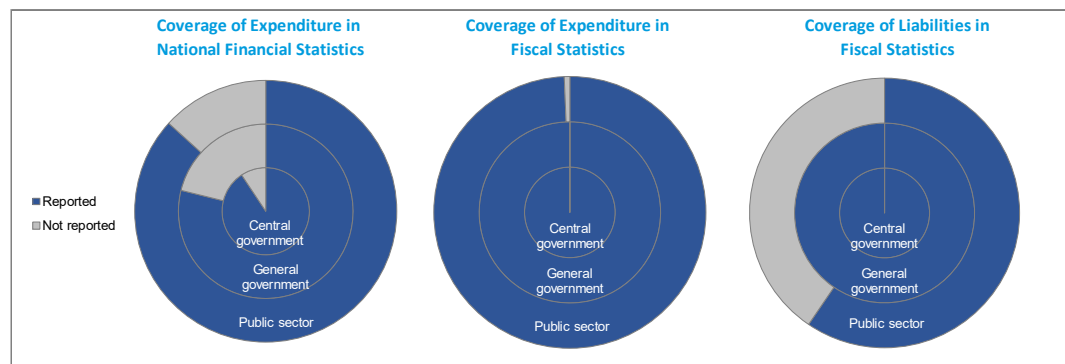 Coverage of Expenditure in
National Financial Statistics
Coverage of Expenditure in
Fiscal Statistics
Coverage of Liabilities in
Fiscal Statistics
Reported
Not reported
Central
government
General
government
Public sector
Central
government
General
government
Public sector
Central
government
General
government
Public sector